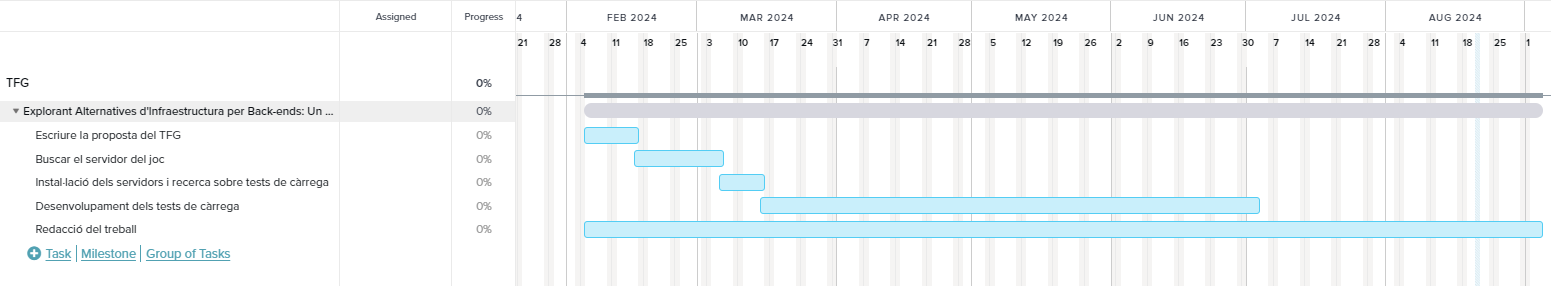 Assigned Progress 4 FEB 2024 MAR 2024 APR 2024 MAY 2024 JUN 2024 JUL 2024 AUG 2024
21 28 4 11 18 25 3 10 17 24 31 7 14 21 28 5 12 19 26 2 9 16 23 30 7 14 21 28 4 11 18 25 1
TFG 0%
Explorant Alternatives d'Infraestructura per Back-ends: Un ... 0%
Escriure la proposta del TFG 0%
Buscar el servidor del joc 0%
Instal·lació dels servidors i recerca sobre tests de càrrega 0%
Desenvolupament dels tests de càrrega 0%
Redacció del treball 0%
Task | Milestone | Group of Tasks